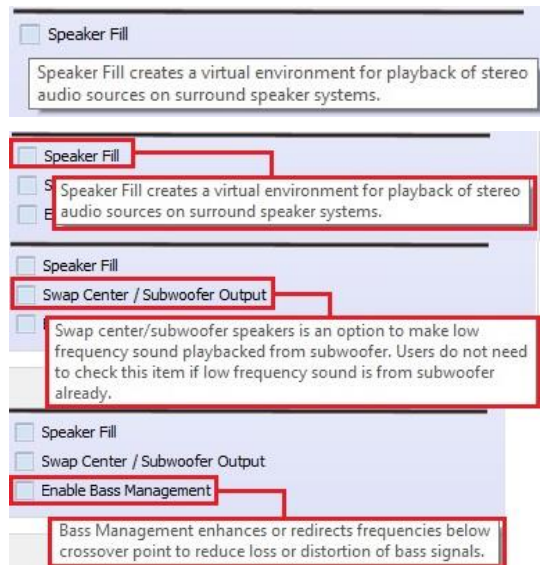 Speaker Fill
Speaker Fill creates a virtual environment for playback of stereo
audio sources on surround speaker systems.
Speaker Fill
S
Speaker Fill creates a virtual environment for playback of stereo
E
audio sources on surround speaker systems.
Speaker Fill
Swap Center / Subwoofer Output
Swap center/subwoofer speakers is an option to make low
frequency sound playbacked from subwoofer. Users do not need
to check this item if low frequency sound is from subwoofer
already.
Speaker Fill
Swap Center / Subwoofer Output
Enable Bass Management
Bass Management enhances or redirects frequencies below
crossover point to reduce loss or distortion of bass signals.